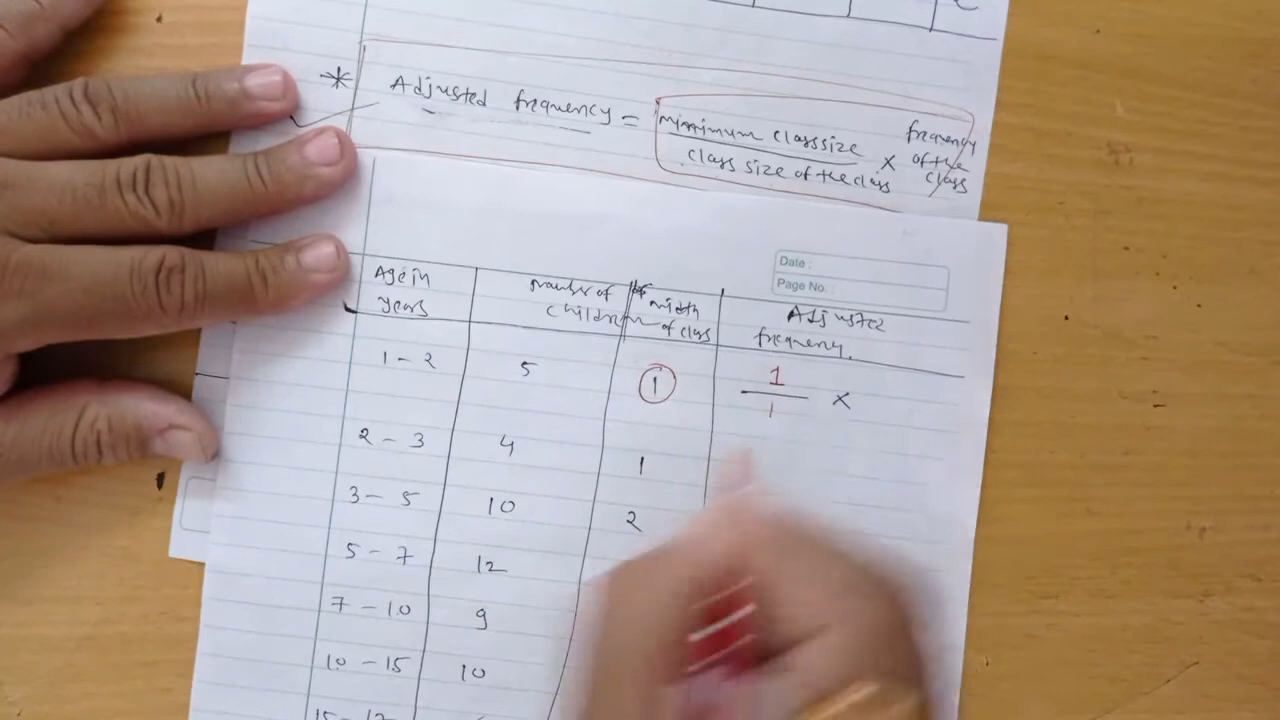 * Adjusted frequency = minimum class size × frequency
class size of the class of the
class
Date :
Page No.
Age in number of width Adjusted
years children of class frequency.
1 - 2 5 1 1/1 ×
2 - 3 4 1
3 - 5 10 2
5 - 7 12
7 - 10 9
10 - 15 10